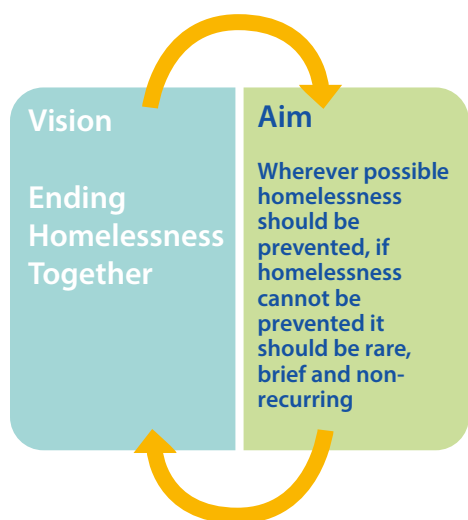 Vision
Ending
Homelessness
Together
Aim
Wherever possible
homelessness
should be
prevented, if
homelessness
cannot be
prevented it
should be rare,
brief and non-
recurring